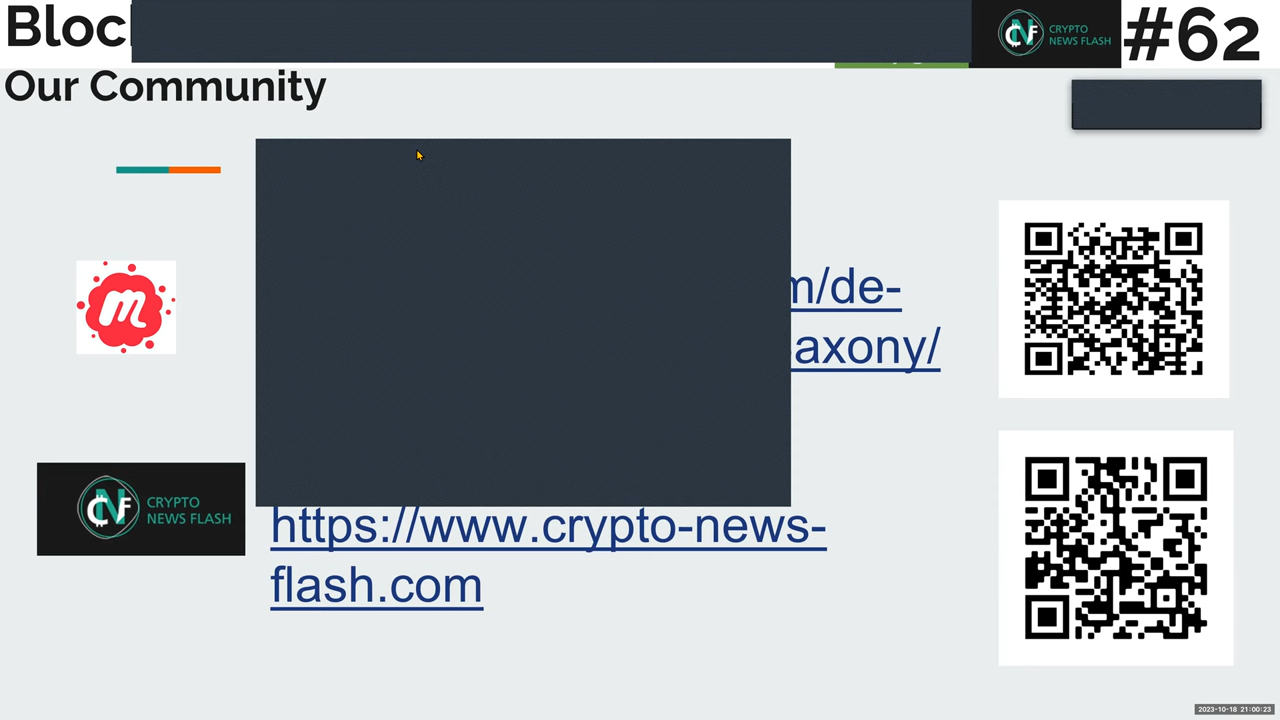 #62
Our Community
CRYPTO
NEWS FLASH
m/de-
axony/
CRYPTO
NEWS FLASH
https://www.crypto-news-
flash.com
2023-10-18 21:00:23